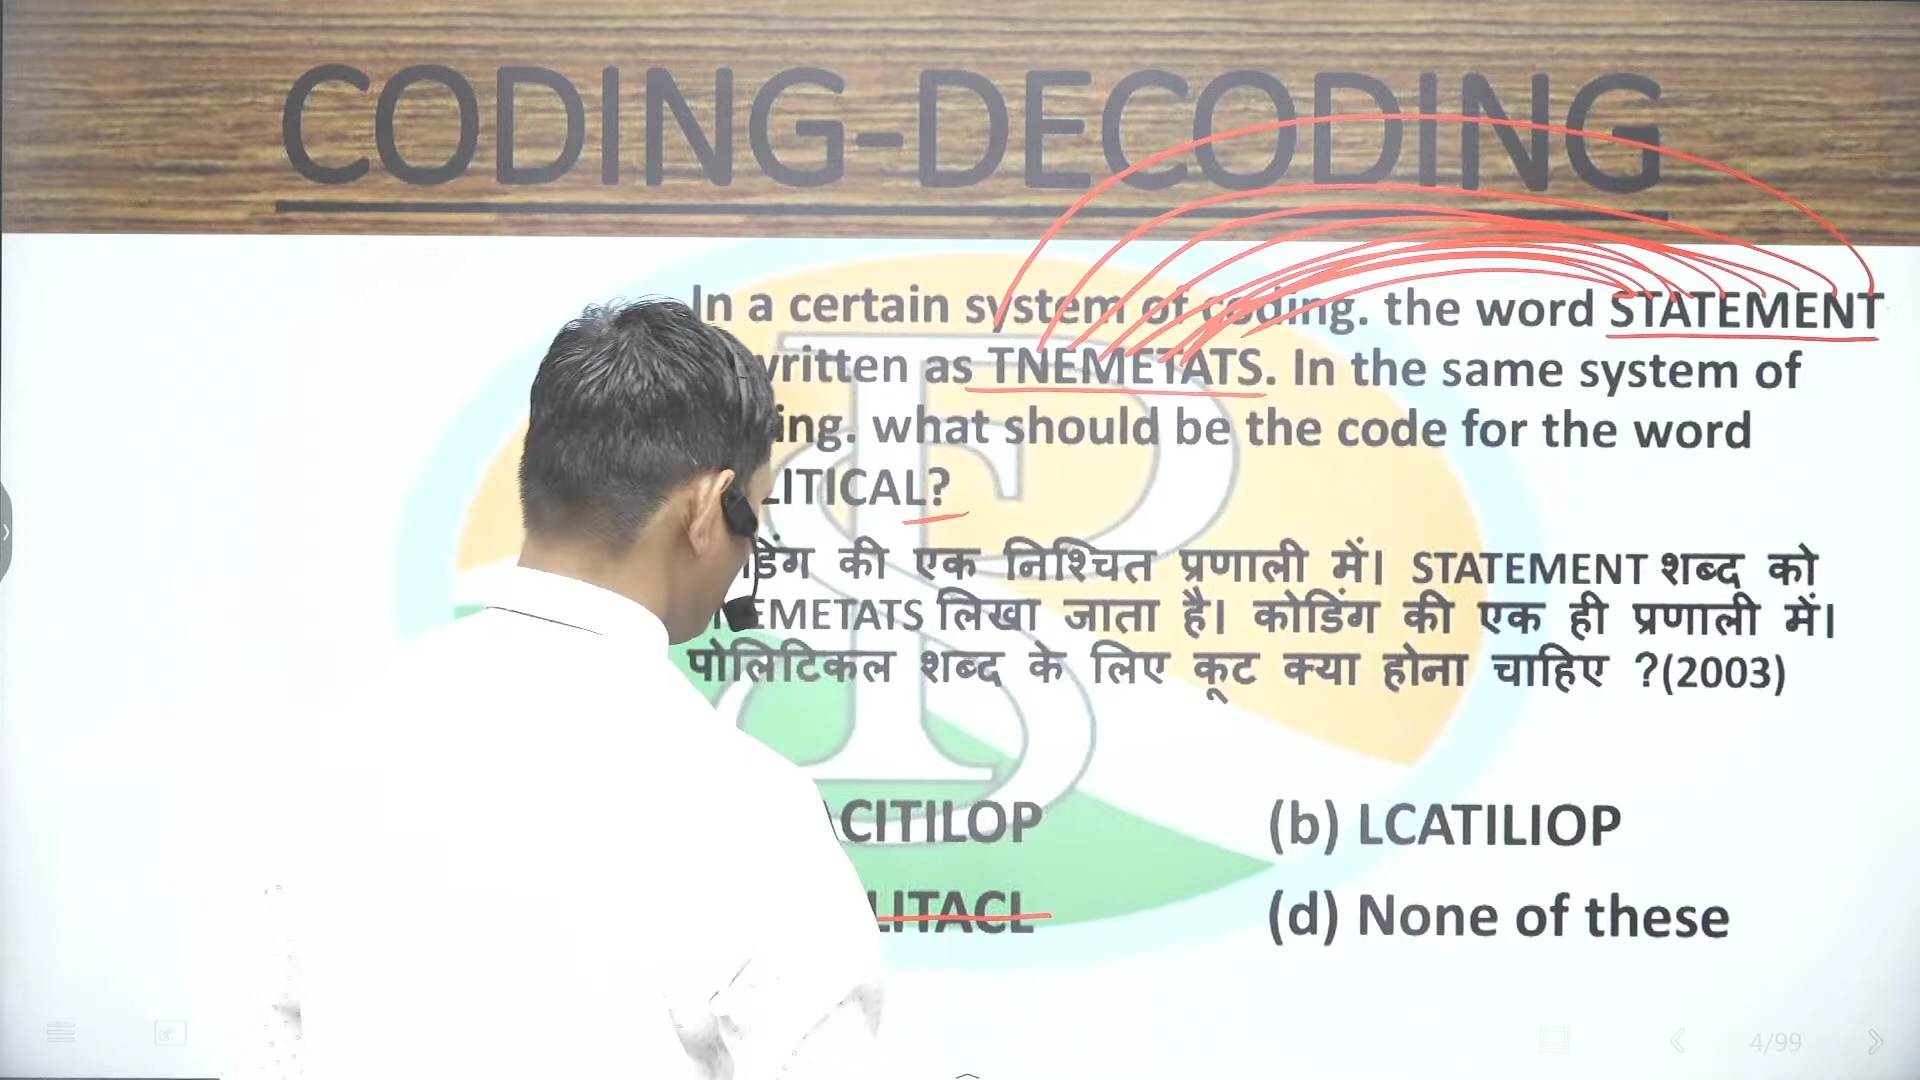 CODING-DECODING
In a certain system of coding. the word STATEMENT
written as TNEMETATS. In the same system of
ing. what should be the code for the word
LITICAL?
डिंग की एक निश्चित प्रणाली में। STATEMENT शब्द को
EMETATS लिखा जाता है। कोडिंग की एक ही प्रणाली में।
पोलिटिकल शब्द के लिए कूट क्या होना चाहिए ?(2003)
CITILOP (b) LCATILIOP
LITACL (d) None of these
4/99